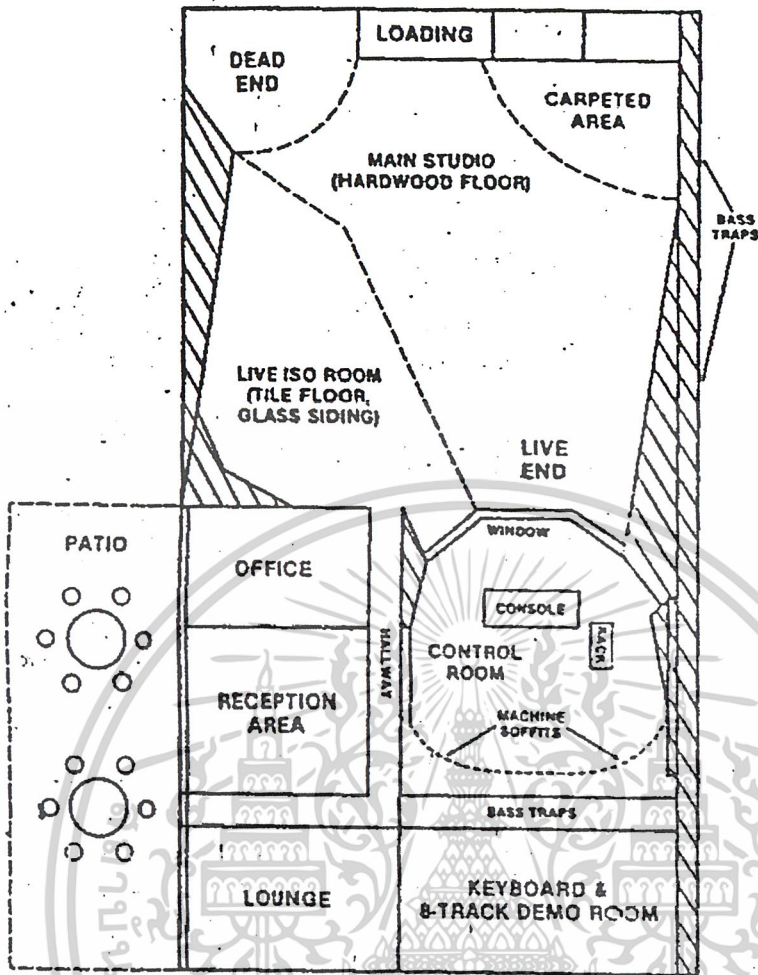 LOADING
DEAD
END
CARPETED
AREA
MAIN STUDIO
(HARDWOOD FLOOR)
BASS
TRAPS
LIVE ISO ROOM
(TILE FLOOR,
GLASS SIDING)
LIVE
END
PATIO
OFFICE
WINDOW
CONSOLE
RACK
HALLWAY
CONTROL
ROOM
RECEPTION
AREA
MACHINE
SOFFITS
BASS TRAPS
LOUNGE
KEYBOARD &
8-TRACK DEMO ROOM